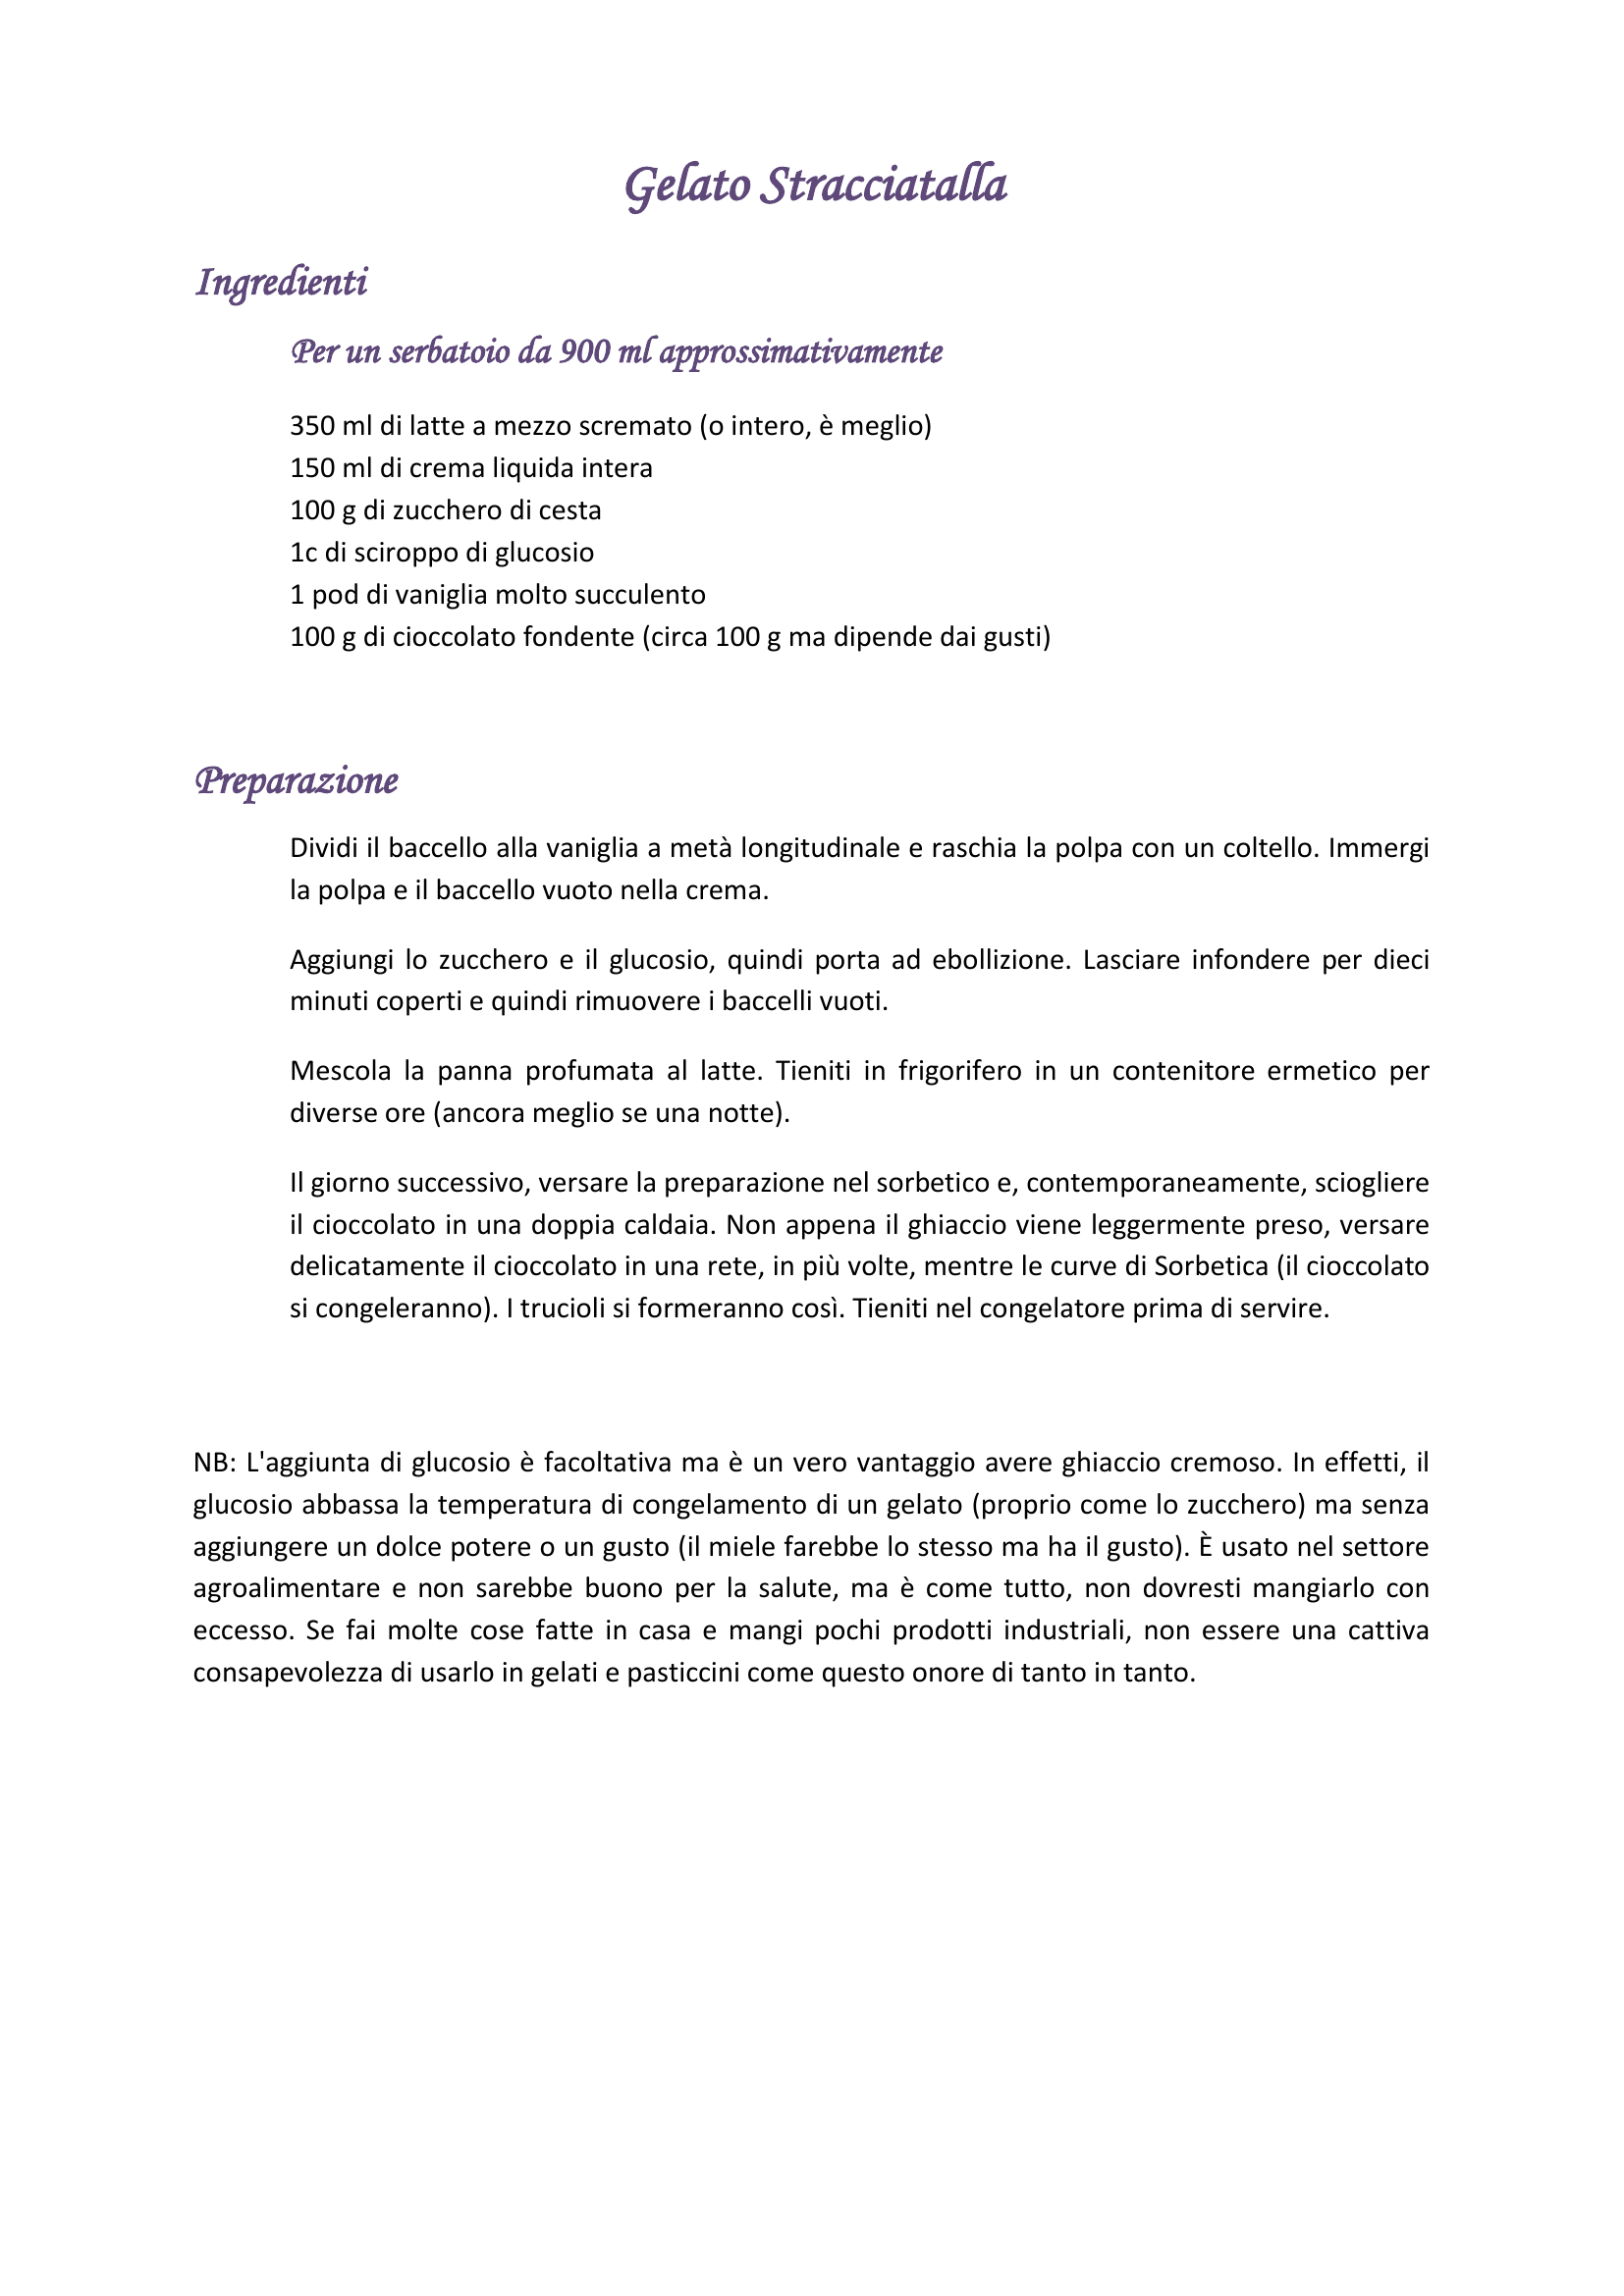 Gelato Stracciatalla
Ingredienti
Per un serbatoio da 900 ml approssimativamente
350 ml di latte a mezzo scremato (o intero, è meglio)
150 ml di crema liquida intera
100 g di zucchero di cesta
1c di sciroppo di glucosio
1 pod di vaniglia molto succulento
100 g di cioccolato fondente (circa 100 g ma dipende dai gusti)
Preparazione
Dividi il baccello alla vaniglia a metà longitudinale e raschia la polpa con un coltello. Immergi
la polpa e il baccello vuoto nella crema.
Aggiungi lo zucchero e il glucosio, quindi porta ad ebollizione. Lasciare infondere per dieci
minuti coperti e quindi rimuovere i baccelli vuoti.
Mescola la panna profumata al latte. Tieniti in frigorifero in un contenitore ermetico per
diverse ore (ancora meglio se una notte).
Il giorno successivo, versare la preparazione nel sorbetico e, contemporaneamente, sciogliere
il cioccolato in una doppia caldaia. Non appena il ghiaccio viene leggermente preso, versare
delicatamente il cioccolato in una rete, in più volte, mentre le curve di Sorbetica (il cioccolato
si congeleranno). I trucioli si formeranno così. Tieniti nel congelatore prima di servire.
NB: L'aggiunta di glucosio è facoltativa ma è un vero vantaggio avere ghiaccio cremoso. In effetti, il
glucosio abbassa la temperatura di congelamento di un gelato (proprio come lo zucchero) ma senza
aggiungere un dolce potere o un gusto (il miele farebbe lo stesso ma ha il gusto). È usato nel settore
agroalimentare e non sarebbe buono per la salute, ma è come tutto, non dovresti mangiarlo con
eccesso. Se fai molte cose fatte in casa e mangi pochi prodotti industriali, non essere una cattiva
consapevolezza di usarlo in gelati e pasticcini come questo onore di tanto in tanto.